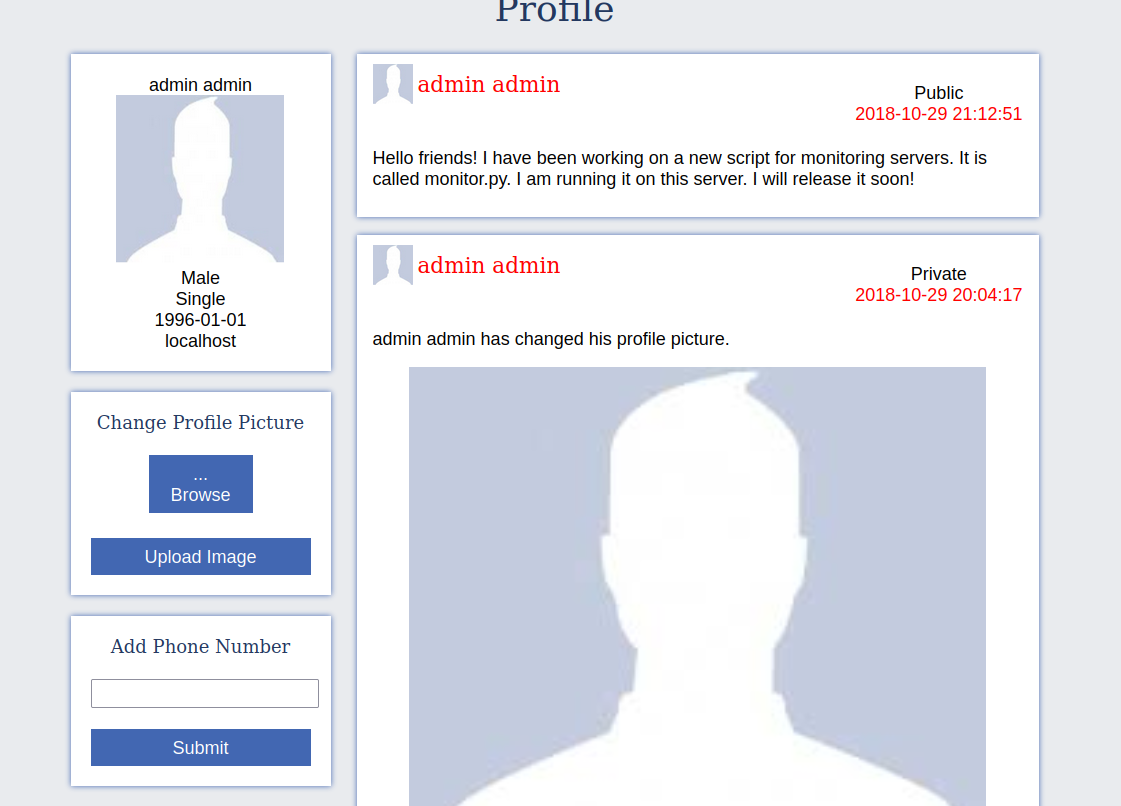 Profile
admin admin
Male
Single
1996-01-01
localhost
Change Profile Picture
...
Browse
Upload Image
Add Phone Number
Submit
admin admin
Public
2018-10-29 21:12:51
Hello friends! I have been working on a new script for monitoring servers. It is
called monitor.py. I am running it on this server. I will release it soon!
admin admin
Private
2018-10-29 20:04:17
admin admin has changed his profile picture.